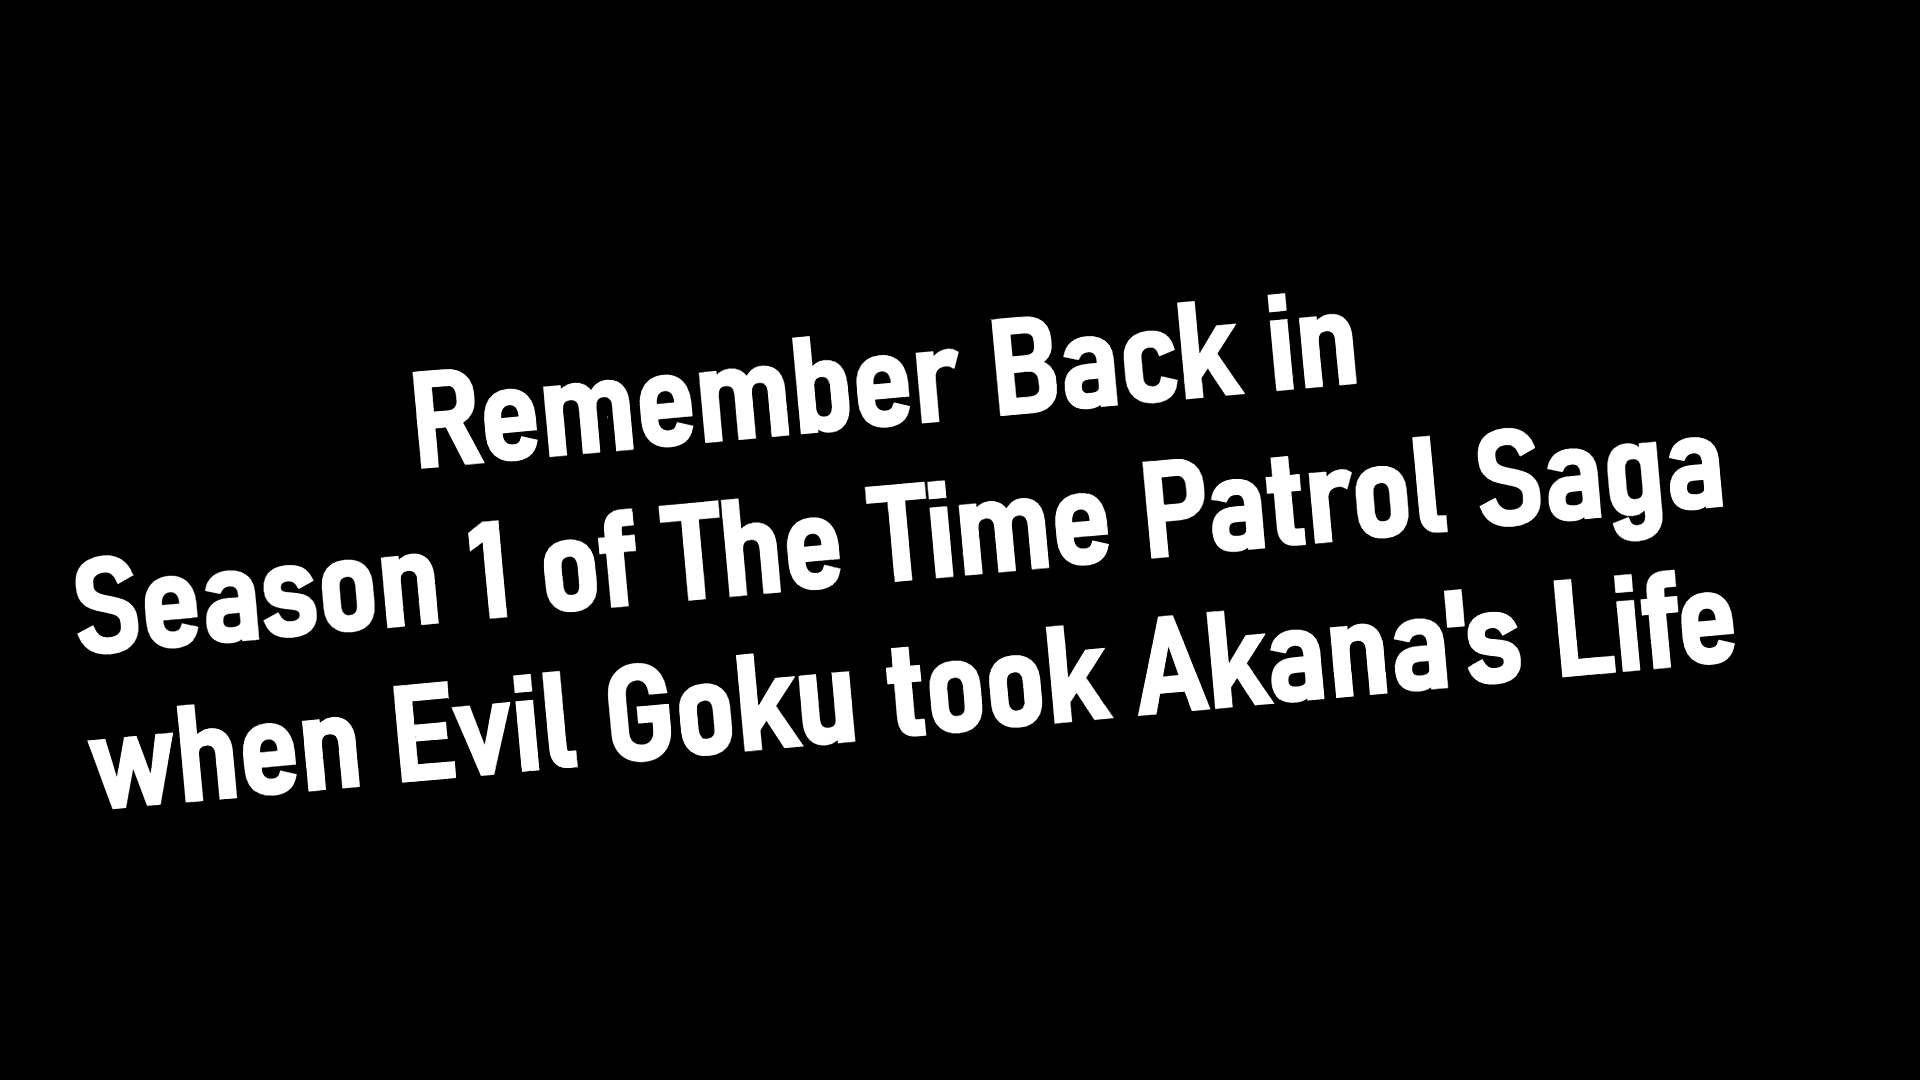 Remember Back in
Season 1 of The Time Patrol Saga
when Evil Goku took Akana's Life